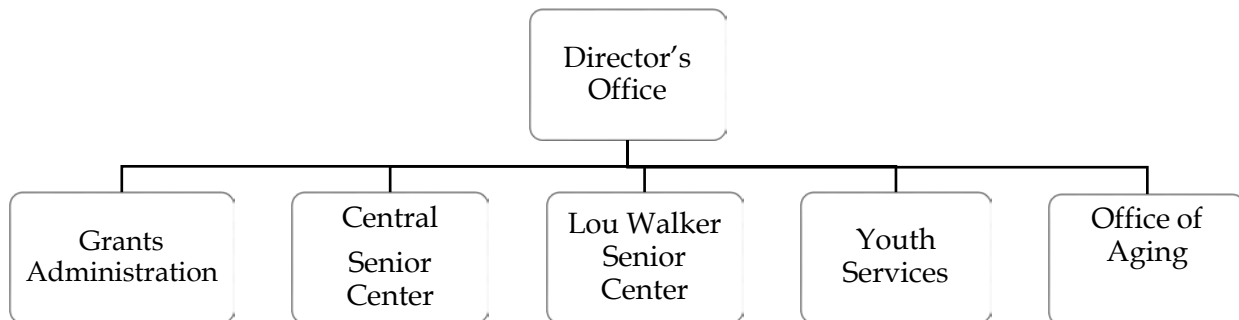 Director’s
Office
Grants
Administration
Central
Senior
Center
Lou Walker
Senior
Center
Youth
Services
Office of
Aging